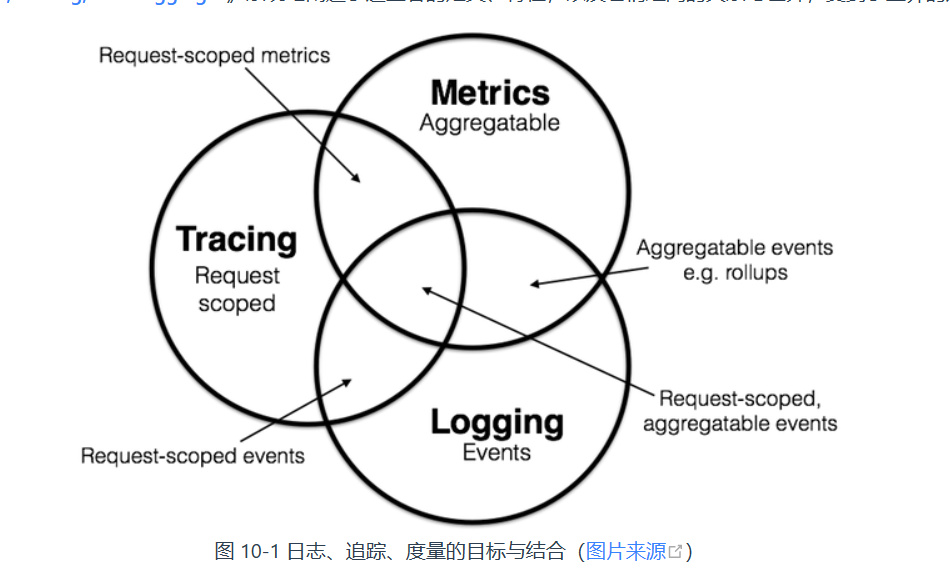 Request-scoped metrics
Metrics
Aggregatable
Tracing
Request
scoped
Aggregatable events
e.g. rollups
Request-scoped,
aggregatable events
Logging
Events
Request-scoped events
图 10-1 日志、追踪、度量的目标与结合（图片来源）